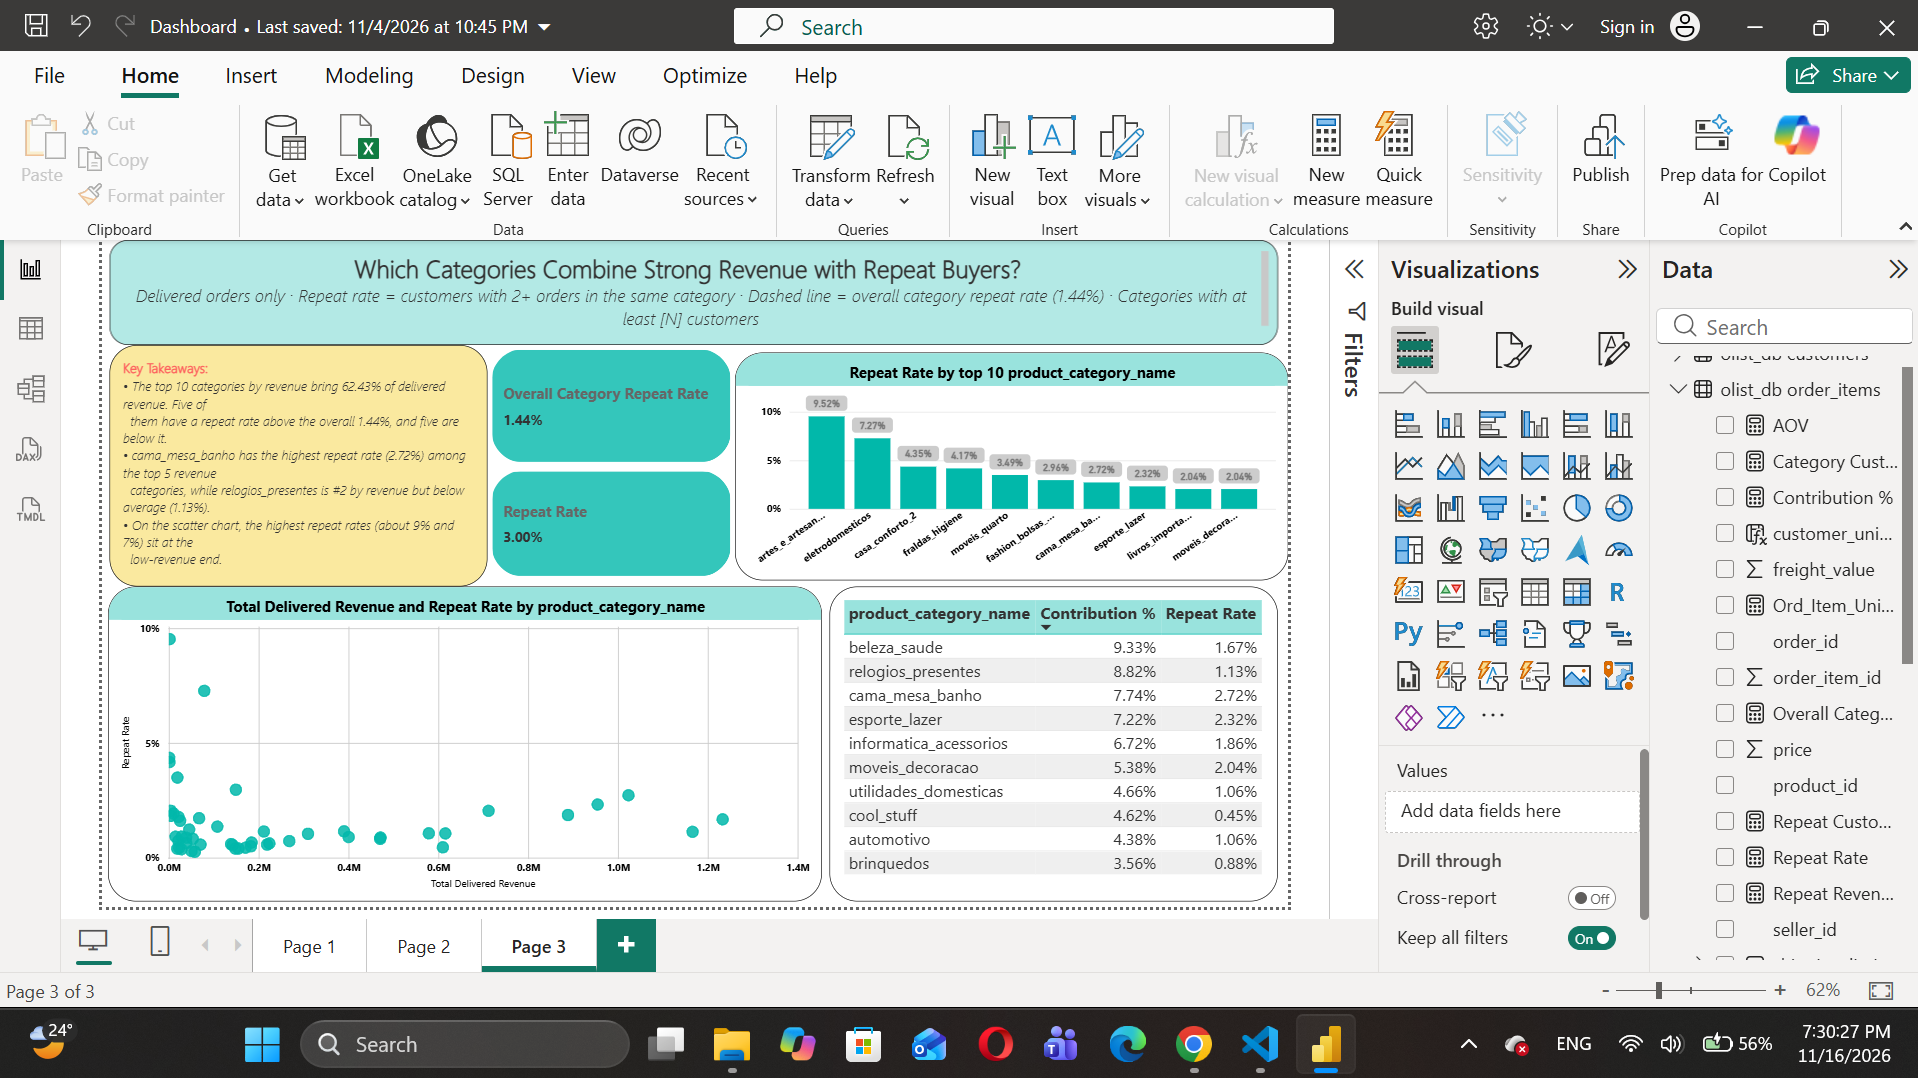 Dashboard • Last saved: 11/4/2026 at 10:45 PM
Search
Sign in
File
Home
Insert
Modeling
Design
View
Optimize
Help
Share
Paste
Cut
Copy
Format painter
Clipboard
Get
data
Excel
workbook
OneLake
catalog
SQL
Server
Enter
data
Dataverse
Recent
sources
Data
Transform
data
Refresh
Queries
New
visual
A
Text
box
More
visuals
Insert
New visual
calculation
New
measure
Quick
measure
Calculations
Sensitivity
Sensitivity
Publish
Share
Prep data for
AI
Copilot
Copilot
DAX
TMDL
Which Categories Combine Strong Revenue with Repeat Buyers?
Delivered orders only · Repeat rate = customers with 2+ orders in the same category · Dashed line = overall category repeat rate (1.44%) · Categories with at
least [N] customers
Key Takeaways:
• The top 10 categories by revenue bring 62.43% of delivered
revenue. Five of
them have a repeat rate above the overall 1.44%, and five are
below it.
• cama_mesa_banho has the highest repeat rate (2.72%) among
the top 5 revenue
categories, while relogios_presentes is #2 by revenue but below
average (1.13%).
• On the scatter chart, the highest repeat rates (about 9% and
7%) sit at the
low-revenue end.
Overall Category Repeat Rate
1.44%
Repeat Rate
3.00%
Repeat Rate by top 10 product_category_name
10%
5%
0%
9.52%
7.27%
4.35%
4.17%
3.49%
2.96%
2.72%
2.32%
2.04%
2.04%
artes_e_artesan...
eletrodomesticos
casa_conforto_2
fraldas_higiene
moveis_quarto
fashion_bolsas_...
cama_mesa_ba...
esporte_lazer
livros_importa...
moveis_decora...
Total Delivered Revenue and Repeat Rate by product_category_name
Repeat Rate
10%
5%
0%
0.0M
0.2M
0.4M
0.6M
0.8M
1.0M
1.2M
1.4M
Total Delivered Revenue
product_category_name Contribution % Repeat Rate
beleza_saude 9.33% 1.67%
relogios_presentes 8.82% 1.13%
cama_mesa_banho 7.74% 2.72%
esporte_lazer 7.22% 2.32%
informatica_acessorios 6.72% 1.86%
moveis_decoracao 5.38% 2.04%
utilidades_domesticas 4.66% 1.06%
cool_stuff 4.62% 0.45%
automotivo 4.38% 1.06%
brinquedos 3.56% 0.88%
Filters
Visualizations
Build visual
123
R
Py
...
Values
Add data fields here
Drill through
Cross-report
Off
Keep all filters
On
Data
Search
olist_db customers
olist_db order_items
AOV
Category Cust...
Contribution %
customer_uni...
freight_value
Ord_Item_Uni...
order_id
order_item_id
Overall Categ...
price
product_id
Repeat Custo...
Repeat Rate
Repeat Reven...
seller_id
Page 1
Page 2
Page 3
+
Page 3 of 3
- + 62%
24°
Search
ENG
56%
7:30:27 PM
11/16/2026